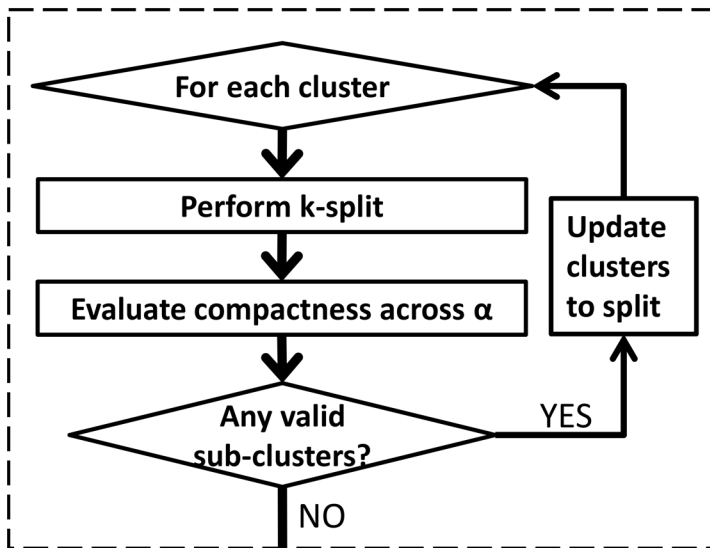 For each cluster
Perform k-split
Evaluate compactness across α
Any valid
sub-clusters?
YES
Update
clusters
to split
NO